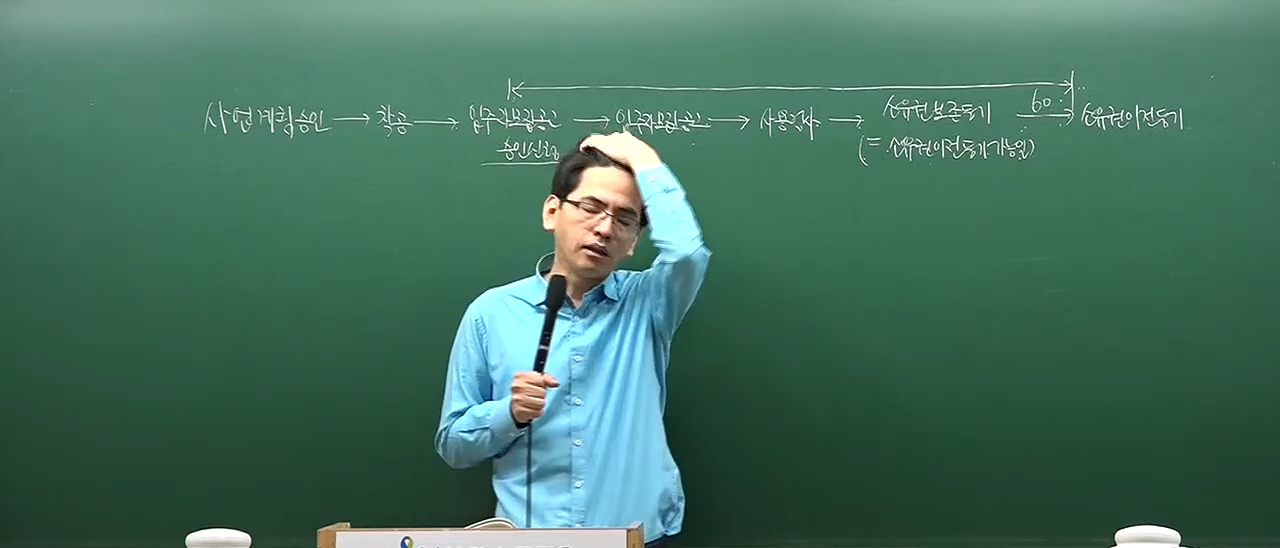 사업계획승인 → 착공 → 입주자모집공고 → 입주자모집공고 → 사용검사 → 소유권보존등기 60 → 소유권이전등기
승인신청 (= 소유권이전등기가능일)